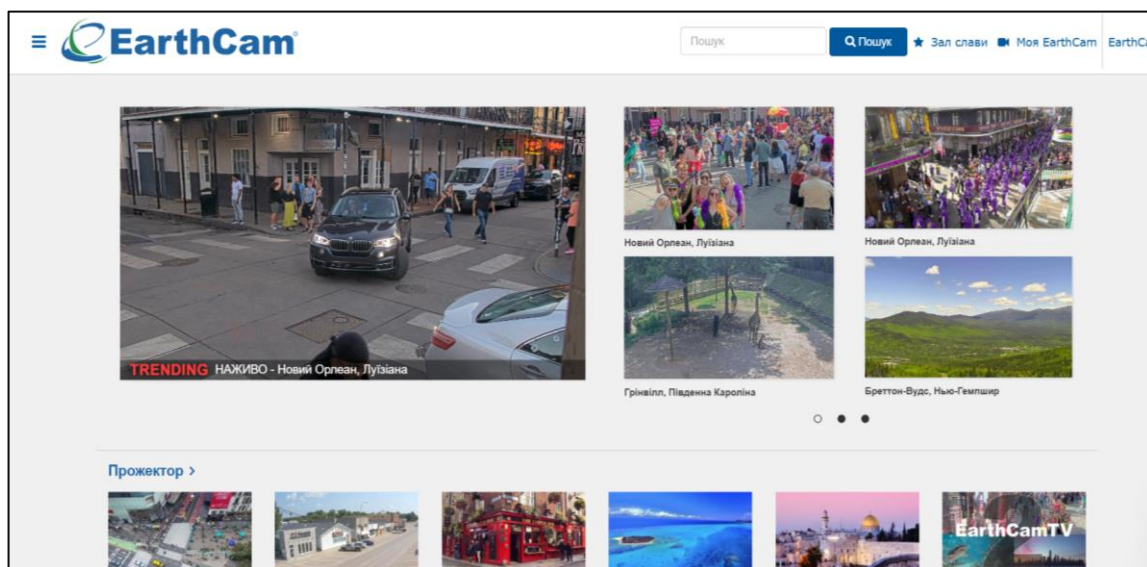 EarthCam
Пошук
Пошук
Зал слави
Моя EarthCam
EarthCa
TRENDING НАЖИВО - Новий Орлеан, Луїзіана
Новий Орлеан, Луїзіана
Новий Орлеан, Луїзіана
Грінвілл, Південна Кароліна
Бреттон-Вудс, Нью-Гемпшир
Прожектор >
EarthCamTV